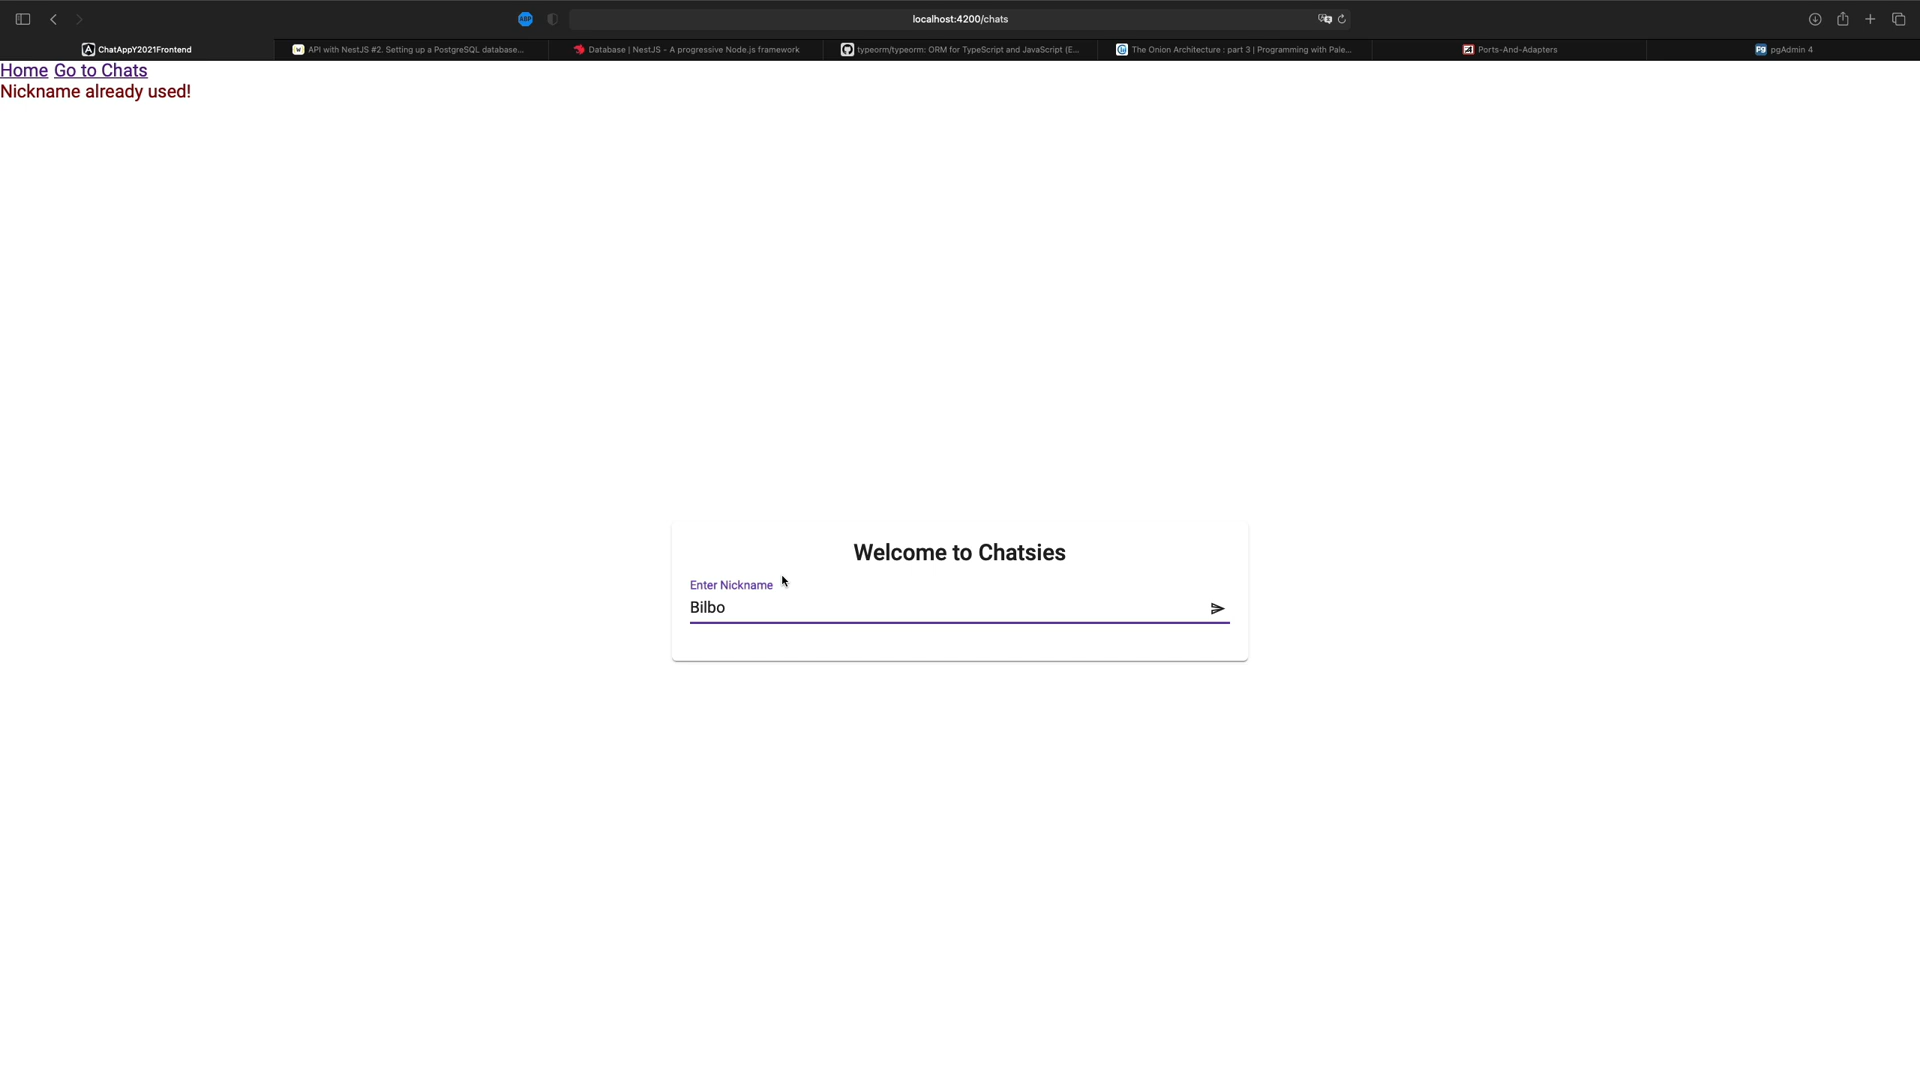 localhost:4200/chats
ChatAppY2021Frontend
API with NestJS #2. Setting up a PostgreSQL database...
Database | NestJS - A progressive Node.js framework
typeorm/typeorm: ORM for TypeScript and JavaScript (E...
The Onion Architecture : part 3 | Programming with Pale...
Ports-And-Adapters
pgAdmin 4
Home Go to Chats
Nickname already used!
Welcome to Chatsies
Enter Nickname
Bilbo